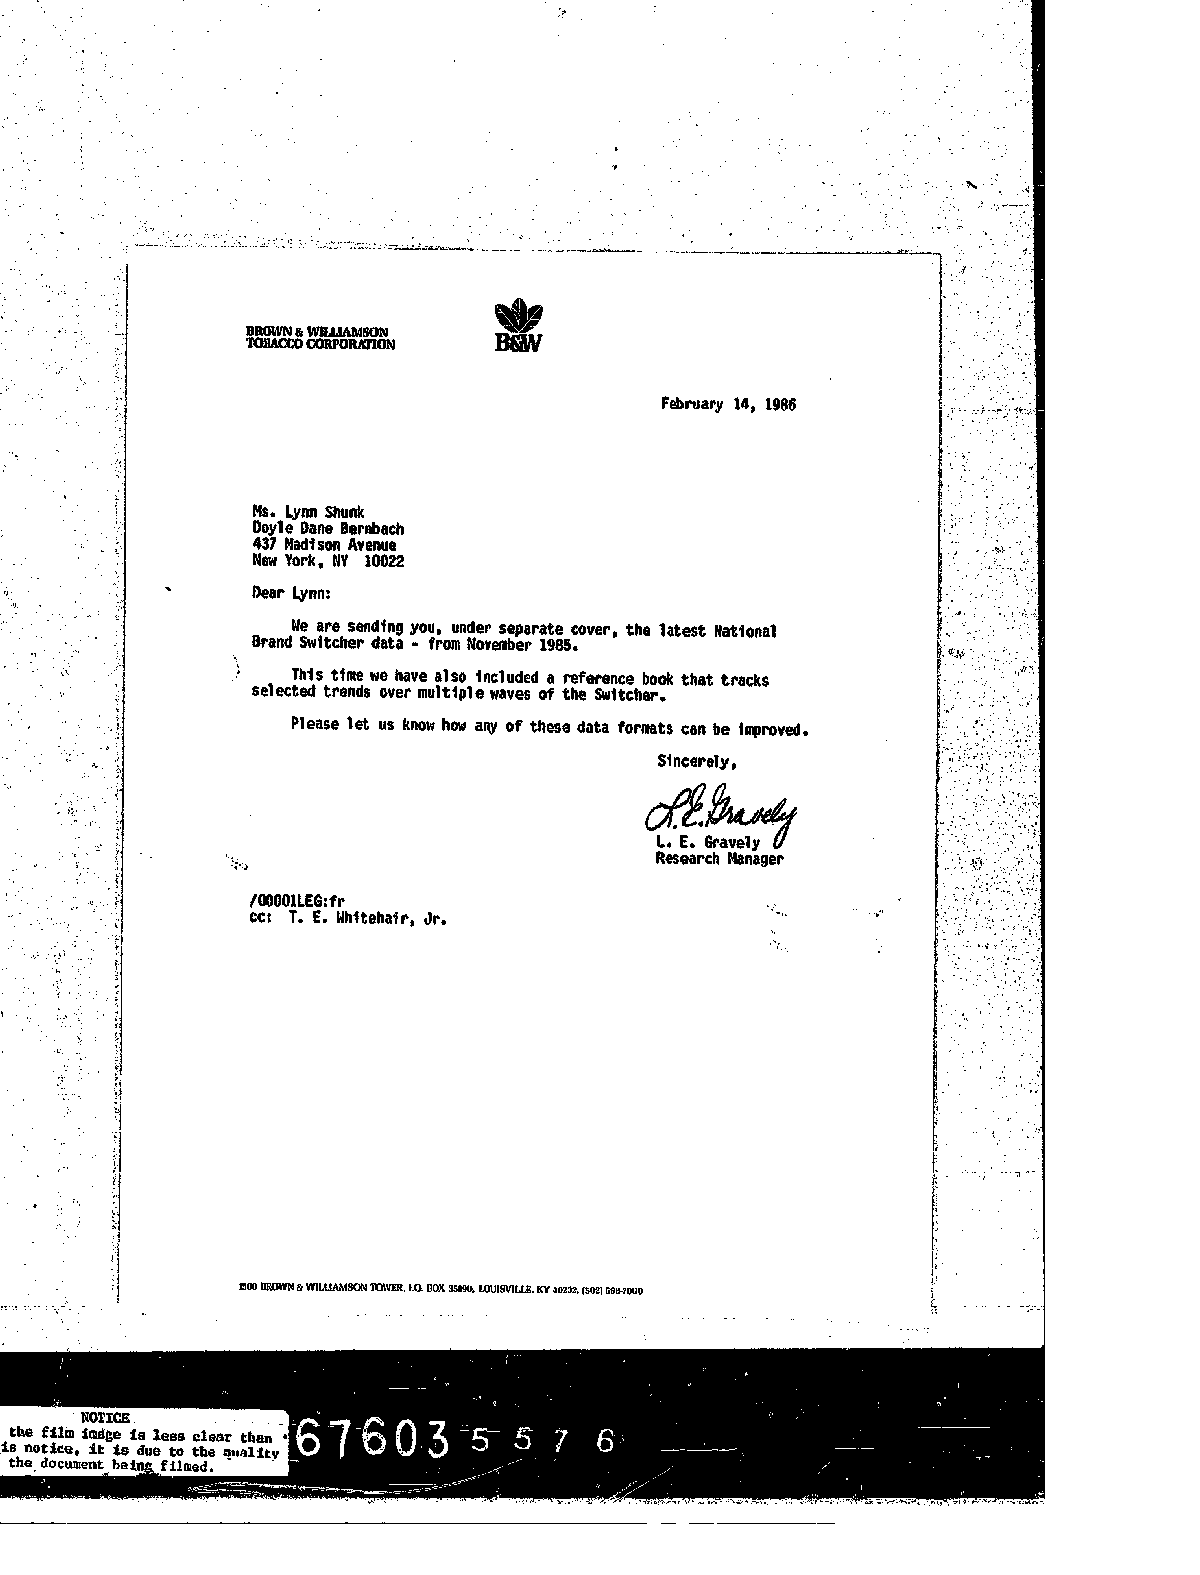 BROWN & WILLIAMSON
TOBACCO CORPORATION
B&W
February 14, 1986
Ms. Lynn Shunk
Doyle Dane Bernbach
437 Madison Avenue
New York, NY 10022
Dear Lynn:
We are sending you, under separate cover, the latest National
Brand Switcher data - from November 1985.
This time we have also included a reference book that tracks
selected trends over multiple waves of the Switcher.
Please let us know how any of these data formats can be improved.
Sincerely,
L.E. Gravely
L. E. Gravely
Research Manager
/00001LEG:fr
cc: T. E. Whitehair, Jr.
BROWN & WILLIAMSON TOWER, P.O. BOX 35090, LOUISVILLE, KY (502)
NOTICE
the film image is less clear than
is notice, it is due to the quality
the document being filmed.
67603 5 5 7 6